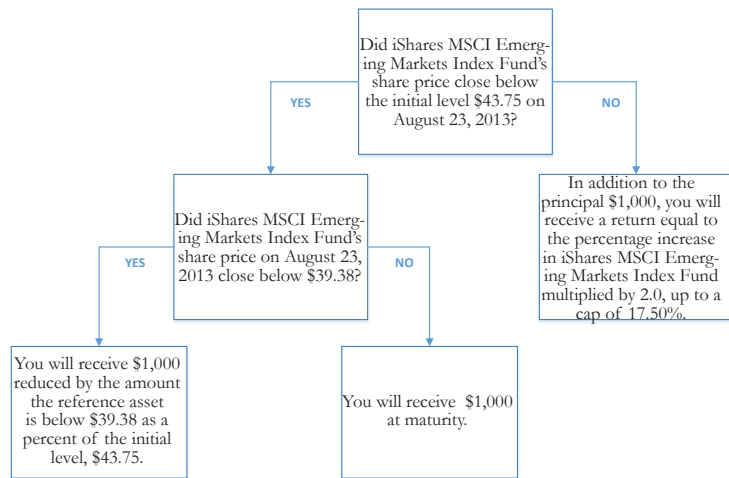 Did iShares MSCI Emerg-
ing Markets Index Fund's
share price close below
the initial level $43.75 on
August 23, 2013?
YES
NO
Did iShares MSCI Emerg-
ing Markets Index Fund's
share price on August 23,
2013 close below $39.38?
In addition to the
principal $1,000, you will
receive a return equal to
the percentage increase
in iShares MSCI Emerg-
ing Markets Index Fund
multiplied by 2.0, up to a
cap of 17.50%.
YES
NO
You will receive $1,000
reduced by the amount
the reference asset
is below $39.38 as a
percent of the initial
level, $43.75.
You will receive $1,000
at maturity.